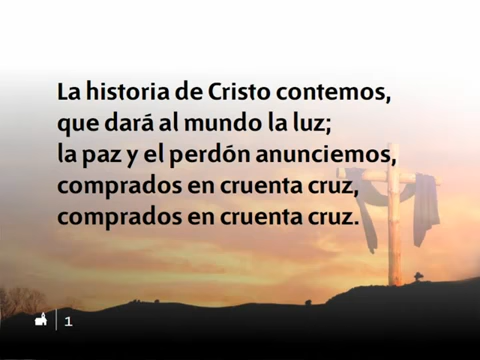 La historia de Cristo contemos,
que dará al mundo la luz;
la paz y el perdón anunciemos,
comprados en cruenta cruz,
comprados en cruenta cruz.
1